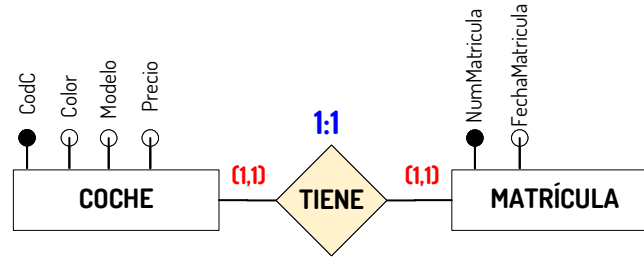 CodC
Color
Modelo
Precio
NumMatricula
FechaMatricula
1:1
COCHE
(1,1)
TIENE
(1,1)
MATRÍCULA